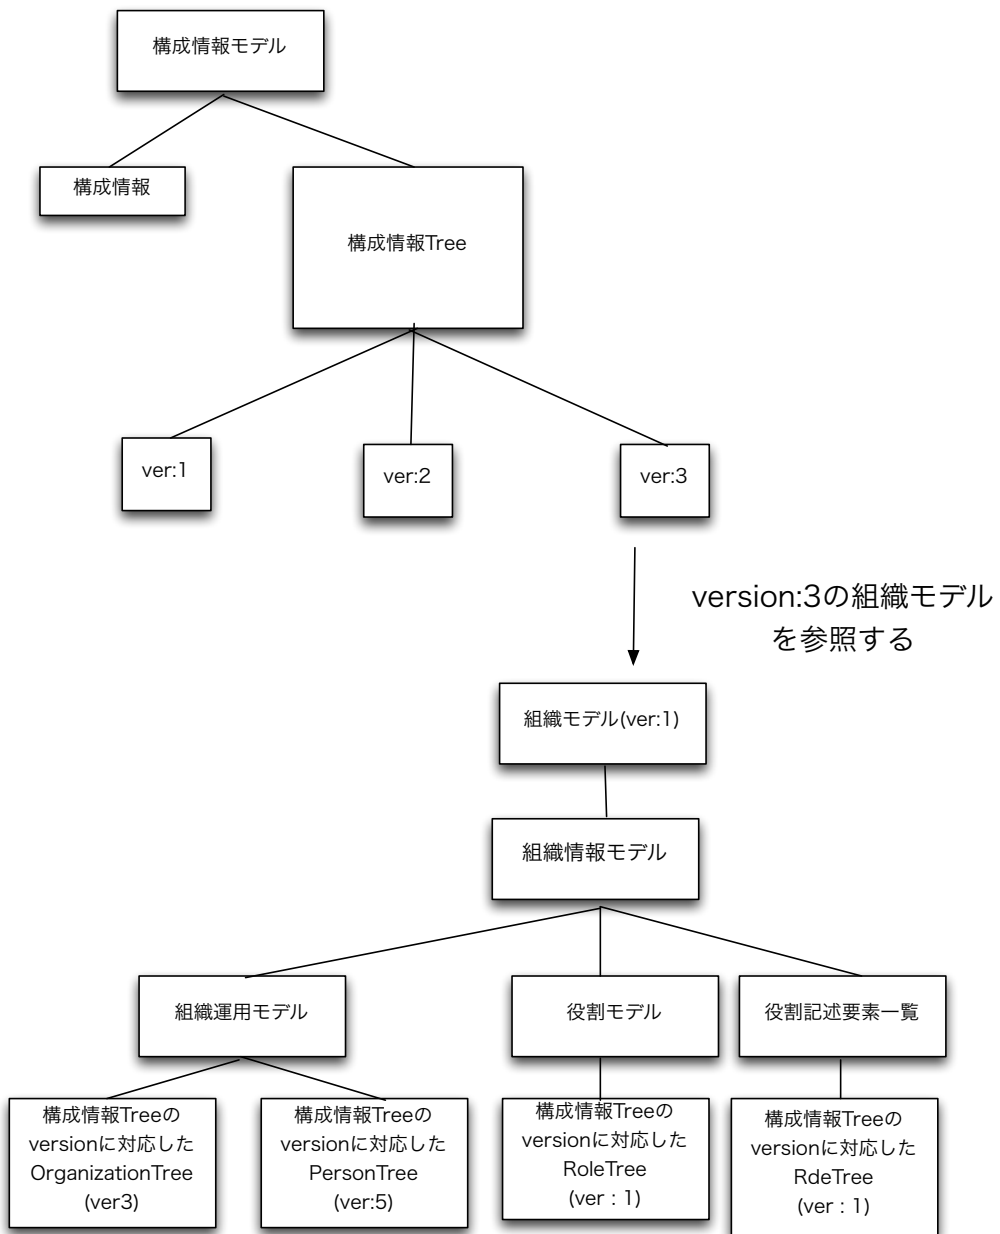 構成情報モデル
構成情報
構成情報Tree
ver:1
ver:2
ver:3
version:3の組織モデル
を参照する
組織モデル(ver:1)
組織情報モデル
組織運用モデル
役割モデル
役割記述要素一覧
構成情報Treeの
versionに対応した
OrganizationTree
(ver3)
構成情報Treeの
versionに対応した
PersonTree
(ver:5)
構成情報Treeの
versionに対応した
RoleTree
(ver : 1)
構成情報Treeの
versionに対応した
RdeTree
(ver : 1)